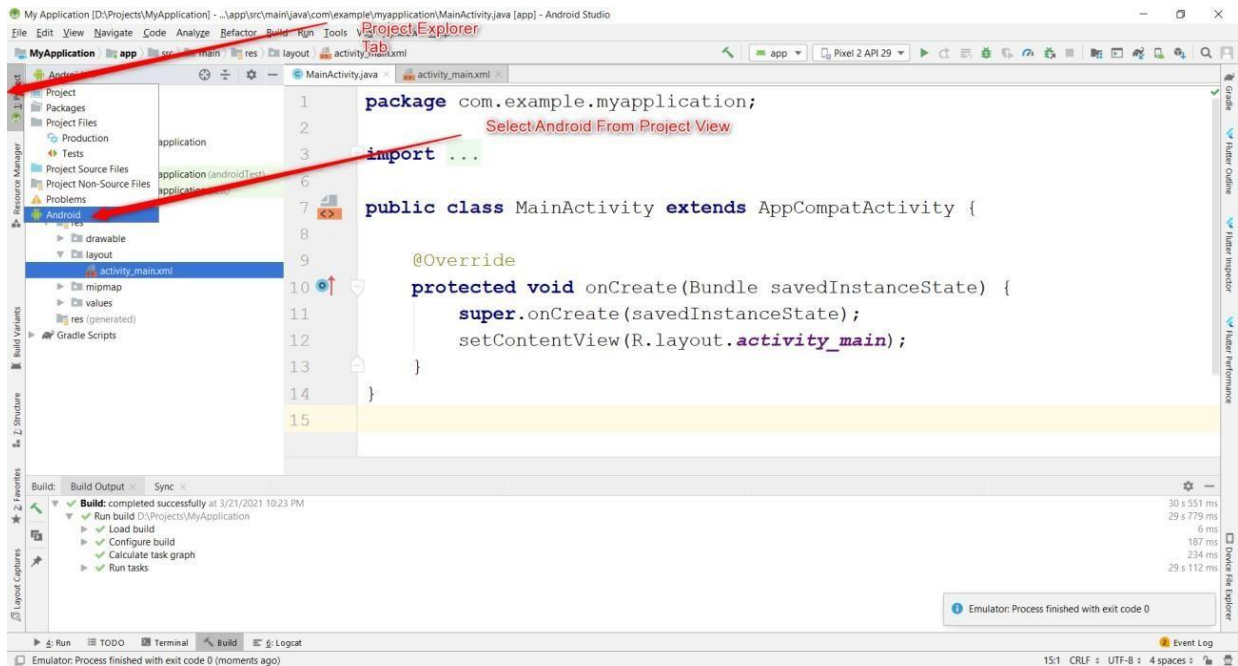 My Application [D:\Projects\MyApplication] - ...\app\src\main\java\com\example\myapplication\MainActivity.java [app] - Android Studio
File Edit View Navigate Code Analyze Refactor Build Run Tools
Project Explorer
Tab
MyApplication app src main res layout activity_main.xml
app Pixel 2 API 29
Android
MainActivity.java activity_main.xml
Project
Packages
Project Files
Production
Tests
Project Source Files
Project Non-Source Files
Problems
Android
application
application (androidTest)
application
res
drawable
layout
activity_main.xml
mipmap
values
res (generated)
Gradle Scripts
1 package com.example.myapplication;
2
Select Android From Project View
3 import ...
6
7 public class MainActivity extends AppCompatActivity {
8
9 @Override
10 protected void onCreate(Bundle savedInstanceState) {
11 super.onCreate(savedInstanceState);
12 setContentView(R.layout.activity_main);
13 }
14 }
15
Resource Manager
Build Variants
7: Structure
2: Favorites
Layout Captures
Gradle
Flutter Outline
Flutter Inspector
Flutter Performance
Device File Explorer
Build: Build Output Sync
Build: completed successfully at 3/21/2021 10:23 PM 30 s 551 ms
Run build D:\Projects\MyApplication 29 s 779 ms
Load build 6 ms
Configure build 187 ms
Calculate task graph 234 ms
Run tasks 29 s 112 ms
Emulator: Process finished with exit code 0
4: Run TODO Terminal Build 6: Logcat 2 Event Log
Emulator: Process finished with exit code 0 (moments ago) 15:1 CRLF UTF-8 4 spaces